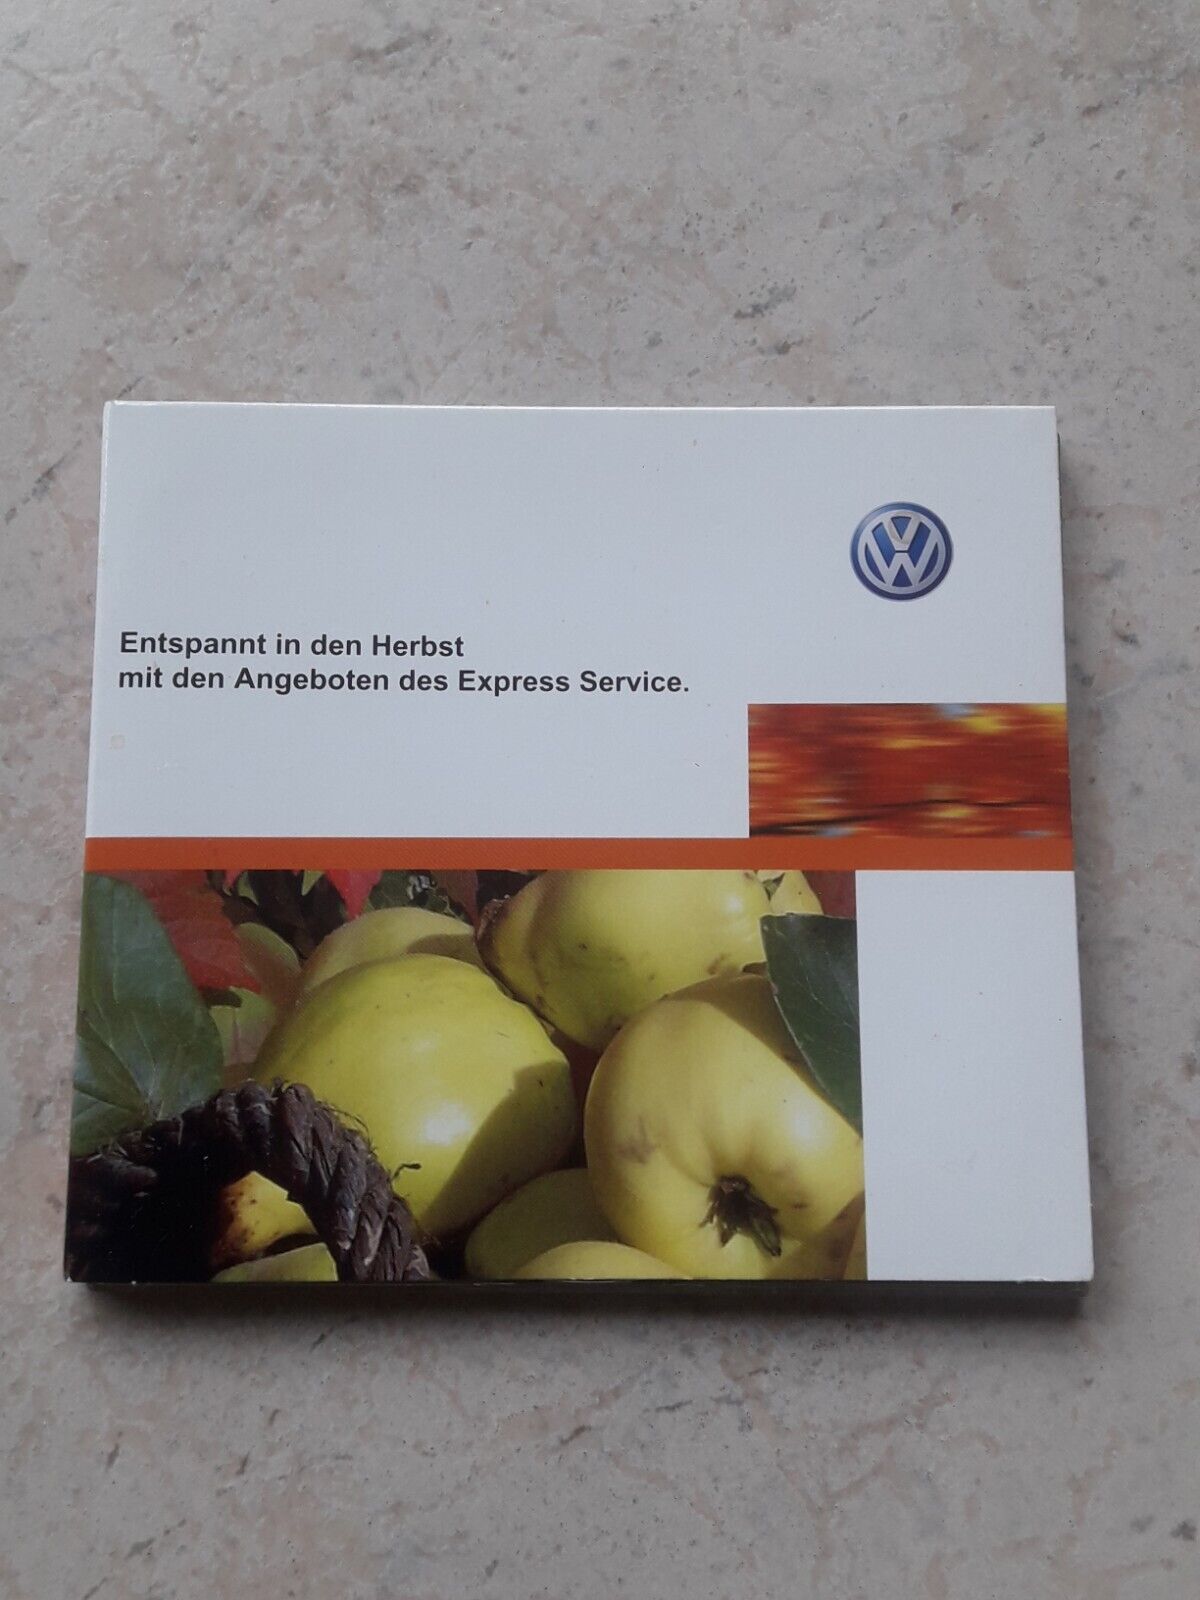 Entspannt in den Herbst
mit den Angeboten des Express Service.